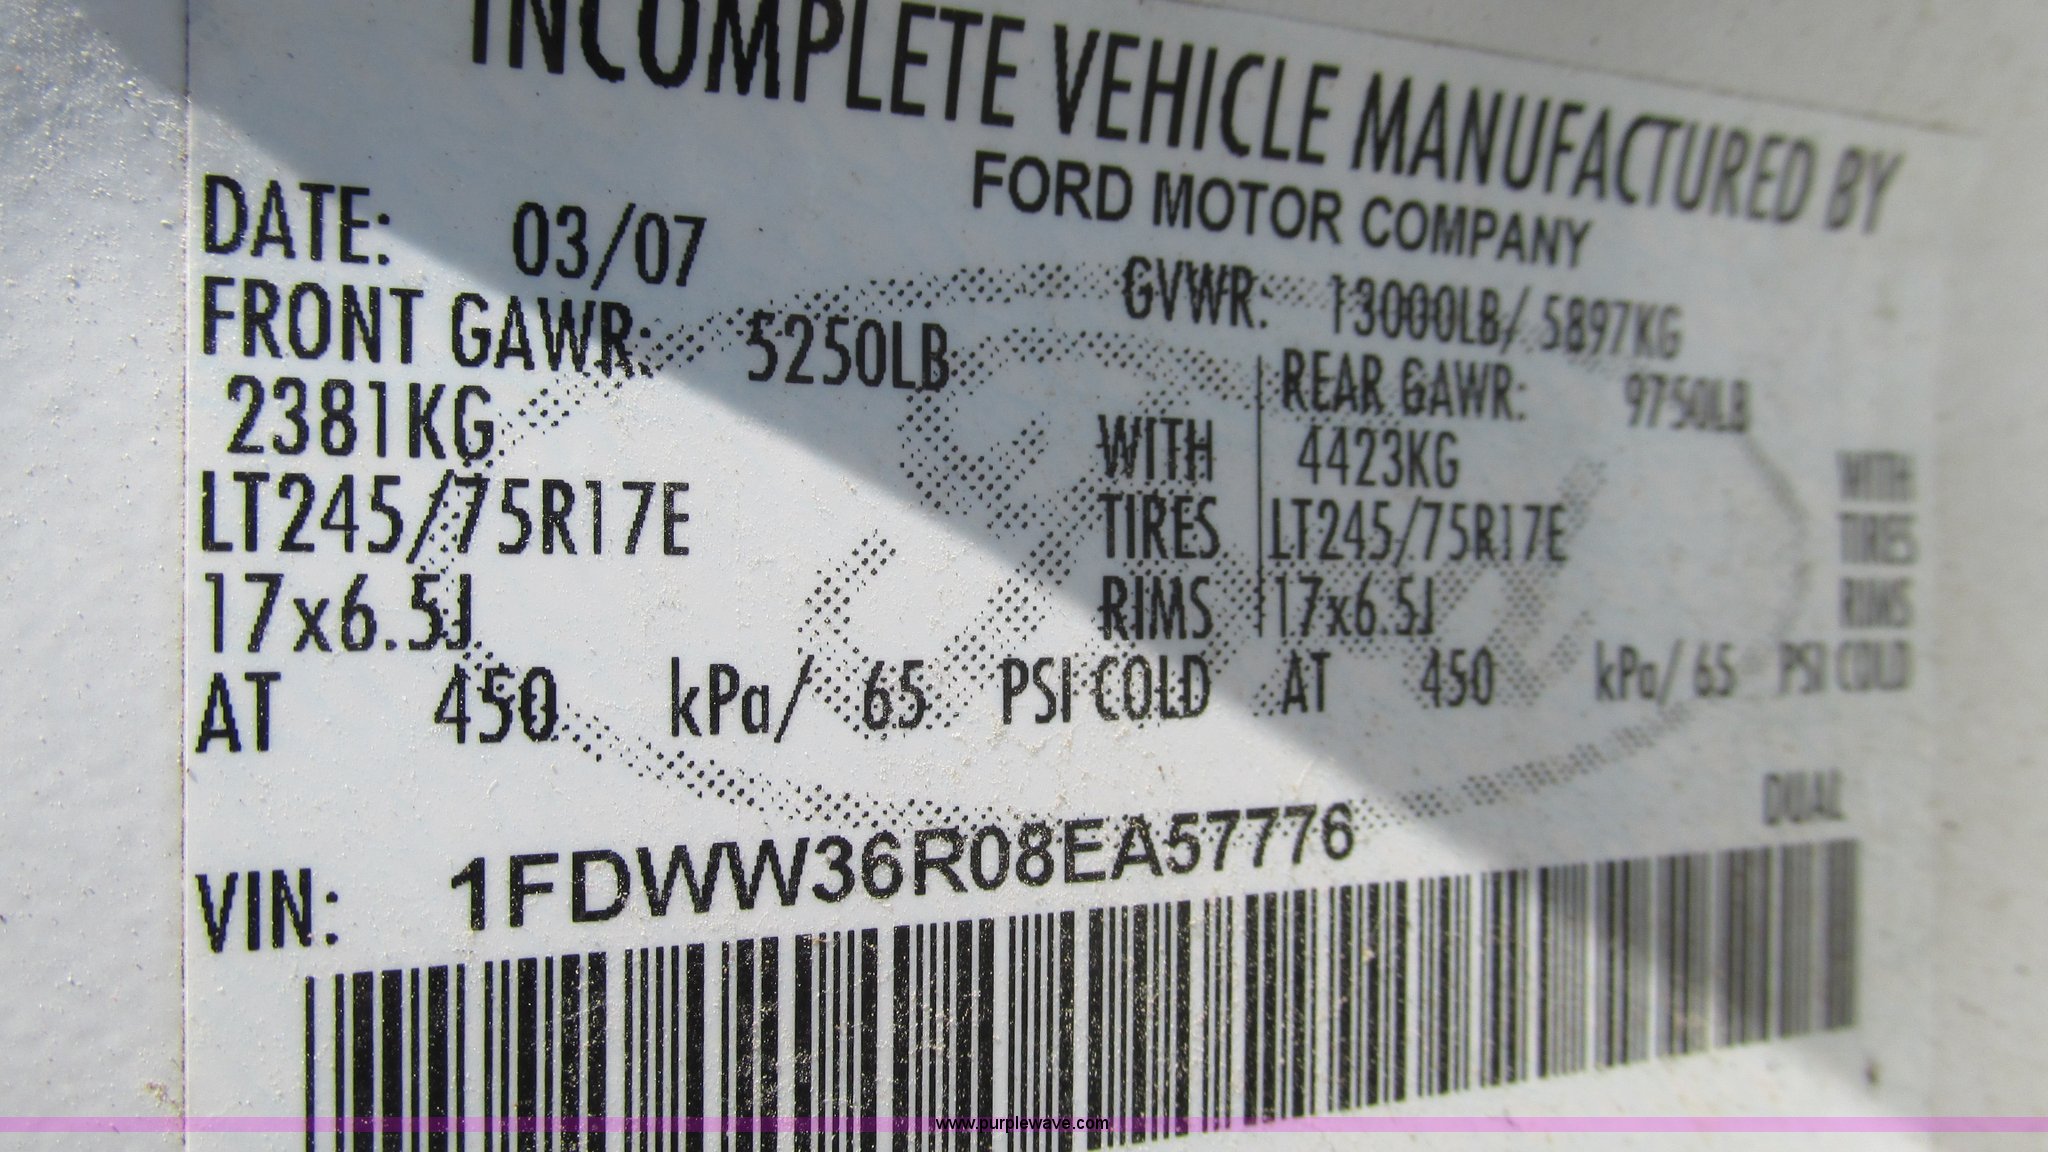 INCOMPLETE VEHICLE MANUFACTURED BY
FORD MOTOR COMPANY
DATE: 03/07 GVWR: 13000LB/ 5897KG
FRONT GAWR: 5250LB REAR GAWR: 9750LB
2381KG WITH 4423KG WITH
LT245/75R17E TIRES LT245/75R17E TIRES
17x6.5J RIMS 17x6.5J RIMS
AT 450 kPa/ 65 PSI COLD AT 450 kPa/ 65 PSI COLD
DUAL
VIN: 1FDWW36R08EA57776
www.purplewave.com